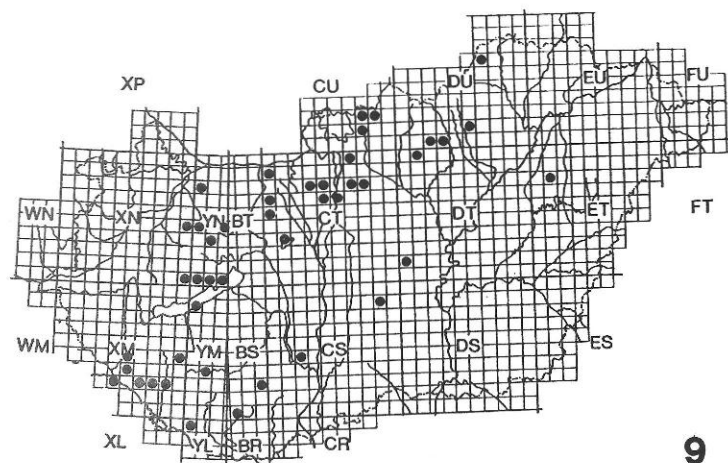 XP CU DU EU FU
WN XN YN BT CT DT ET FT
WM XM YM BS CS DS ES
XL YL BR CR
9